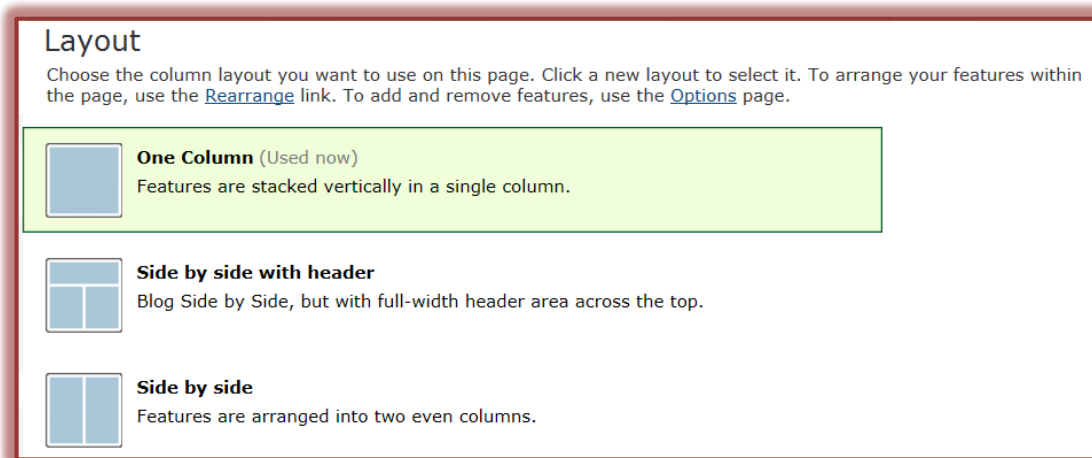 Layout
Choose the column layout you want to use on this page. Click a new layout to select it. To arrange your features within
the page, use the Rearrange link. To add and remove features, use the Options page.
One Column (Used now)
Features are stacked vertically in a single column.
Side by side with header
Blog Side by Side, but with full-width header area across the top.
Side by side
Features are arranged into two even columns.